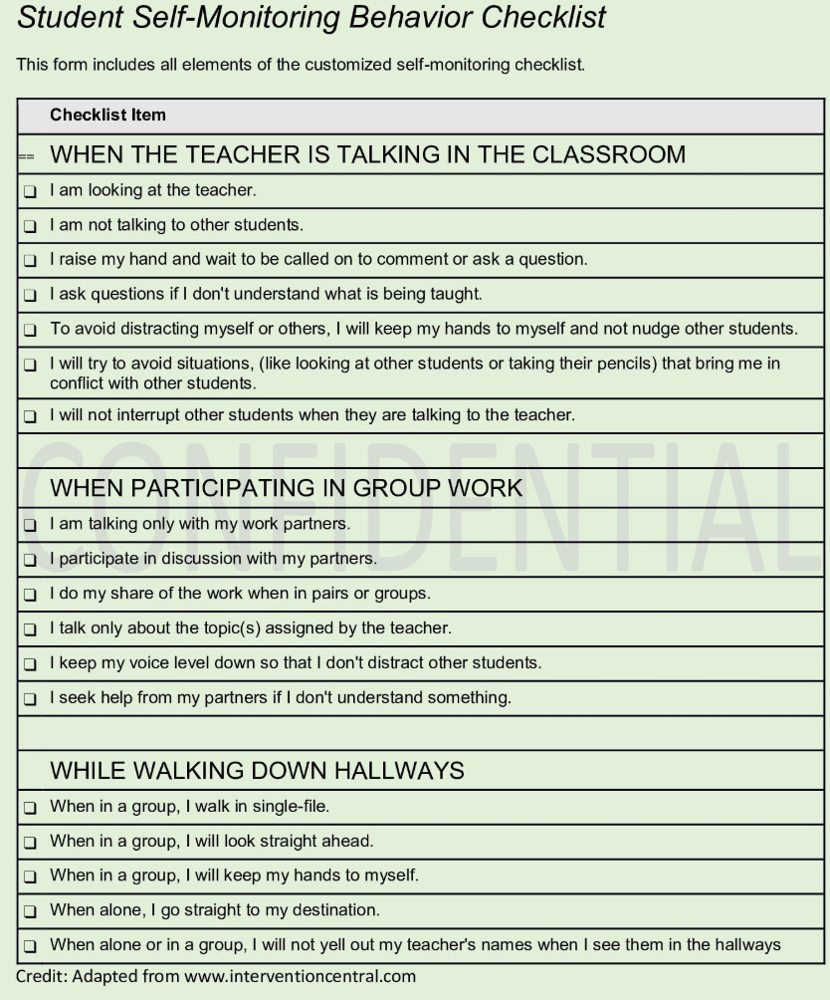 Student Self-Monitoring Behavior Checklist
This form includes all elements of the customized self-monitoring checklist.
Checklist Item
== WHEN THE TEACHER IS TALKING IN THE CLASSROOM
❏ I am looking at the teacher.
❏ I am not talking to other students.
❏ I raise my hand and wait to be called on to comment or ask a question.
❏ I ask questions if I don't understand what is being taught.
❏ To avoid distracting myself or others, I will keep my hands to myself and not nudge other students.
❏ I will try to avoid situations, (like looking at other students or taking their pencils) that bring me in
conflict with other students.
❏ I will not interrupt other students when they are talking to the teacher.
CONFIDENTIAL
WHEN PARTICIPATING IN GROUP WORK
❏ I am talking only with my work partners.
❏ I participate in discussion with my partners.
❏ I do my share of the work when in pairs or groups.
❏ I talk only about the topic(s) assigned by the teacher.
❏ I keep my voice level down so that I don't distract other students.
❏ I seek help from my partners if I don't understand something.
WHILE WALKING DOWN HALLWAYS
❏ When in a group, I walk in single-file.
❏ When in a group, I will look straight ahead.
❏ When in a group, I will keep my hands to myself.
❏ When alone, I go straight to my destination.
❏ When alone or in a group, I will not yell out my teacher's names when I see them in the hallways
Credit: Adapted from www.interventioncentral.com